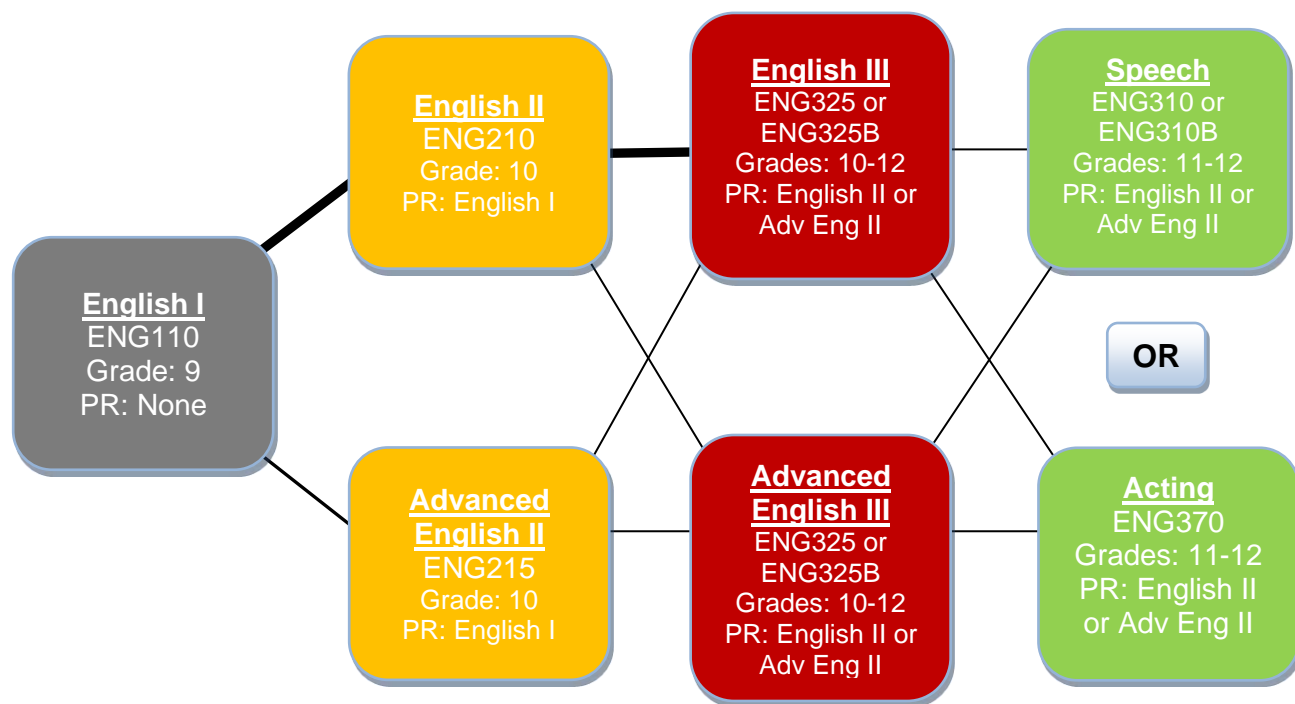 English I
ENG110
Grade: 9
PR: None
English II
ENG210
Grade: 10
PR: English I
Advanced
English II
ENG215
Grade: 10
PR: English I
English III
ENG325 or
ENG325B
Grades: 10-12
PR: English II or
Adv Eng II
Advanced
English III
ENG325 or
ENG325B
Grades: 10-12
PR: English II or
Adv Eng II
Speech
ENG310 or
ENG310B
Grades: 11-12
PR: English II or
Adv Eng II
OR
Acting
ENG370
Grades: 11-12
PR: English II
or Adv Eng II